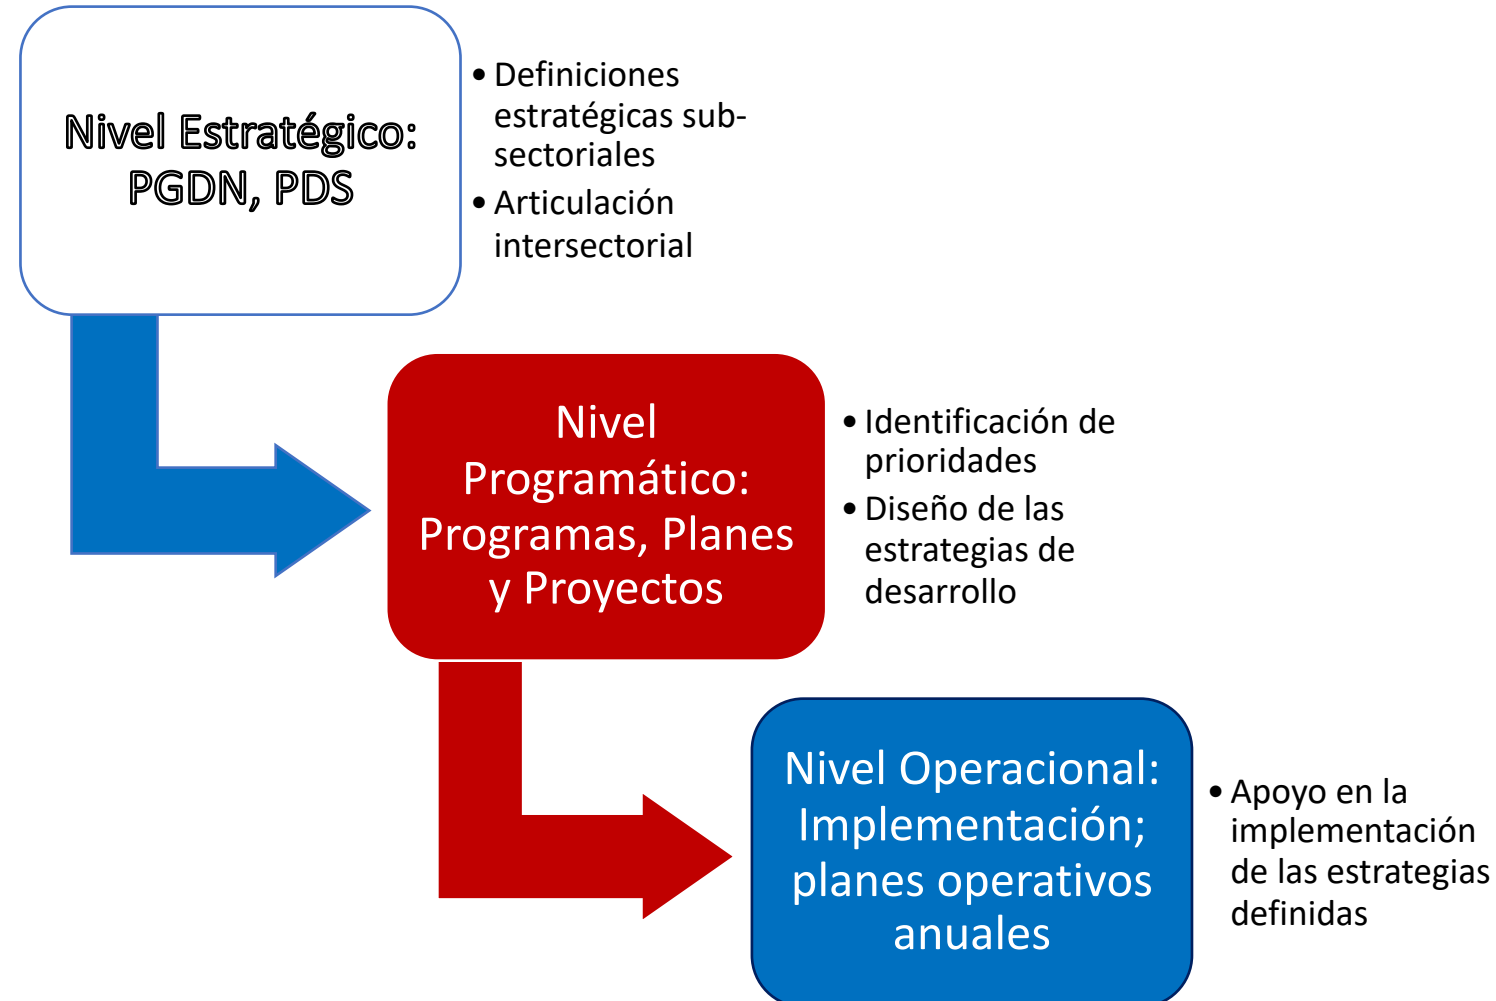 Nivel Estratégico:
PGDN, PDS
• Definiciones
estratégicas sub-
sectoriales
• Articulación
intersectorial
Nivel
Programático:
Programas, Planes
y Proyectos
• Identificación de
prioridades
• Diseño de las
estrategias de
desarrollo
Nivel Operacional:
Implementación;
planes operativos
anuales
• Apoyo en la
implementación
de las estrategias
definidas